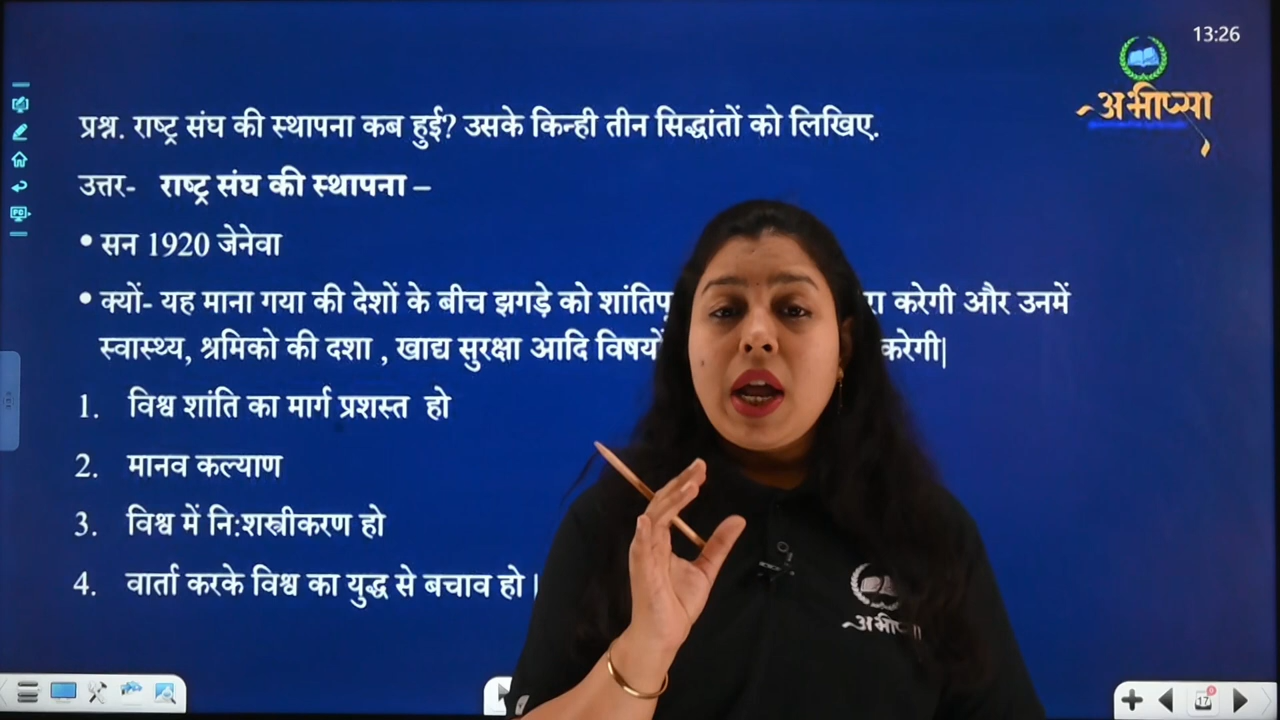 13:26
अभीप्सा
प्रश्न. राष्ट्र संघ की स्थापना कब हुई? उसके किन्ही तीन सिद्धांतों को लिखिए.
उत्तर- राष्ट्र संघ की स्थापना –
• सन 1920 जेनेवा
• क्यों- यह माना गया की देशों के बीच झगड़े को करेगी और उनमें
स्वास्थ्य, श्रमिको की दशा , खाद्य सुरक्षा आदि करेगी|
1. विश्व शांति का मार्ग प्रशस्त हो
2. मानव कल्याण
3. विश्व में नि:शस्त्रीकरण हो
4. वार्ता करके विश्व का युद्ध से बचाव हो |
अभीप्सा
17